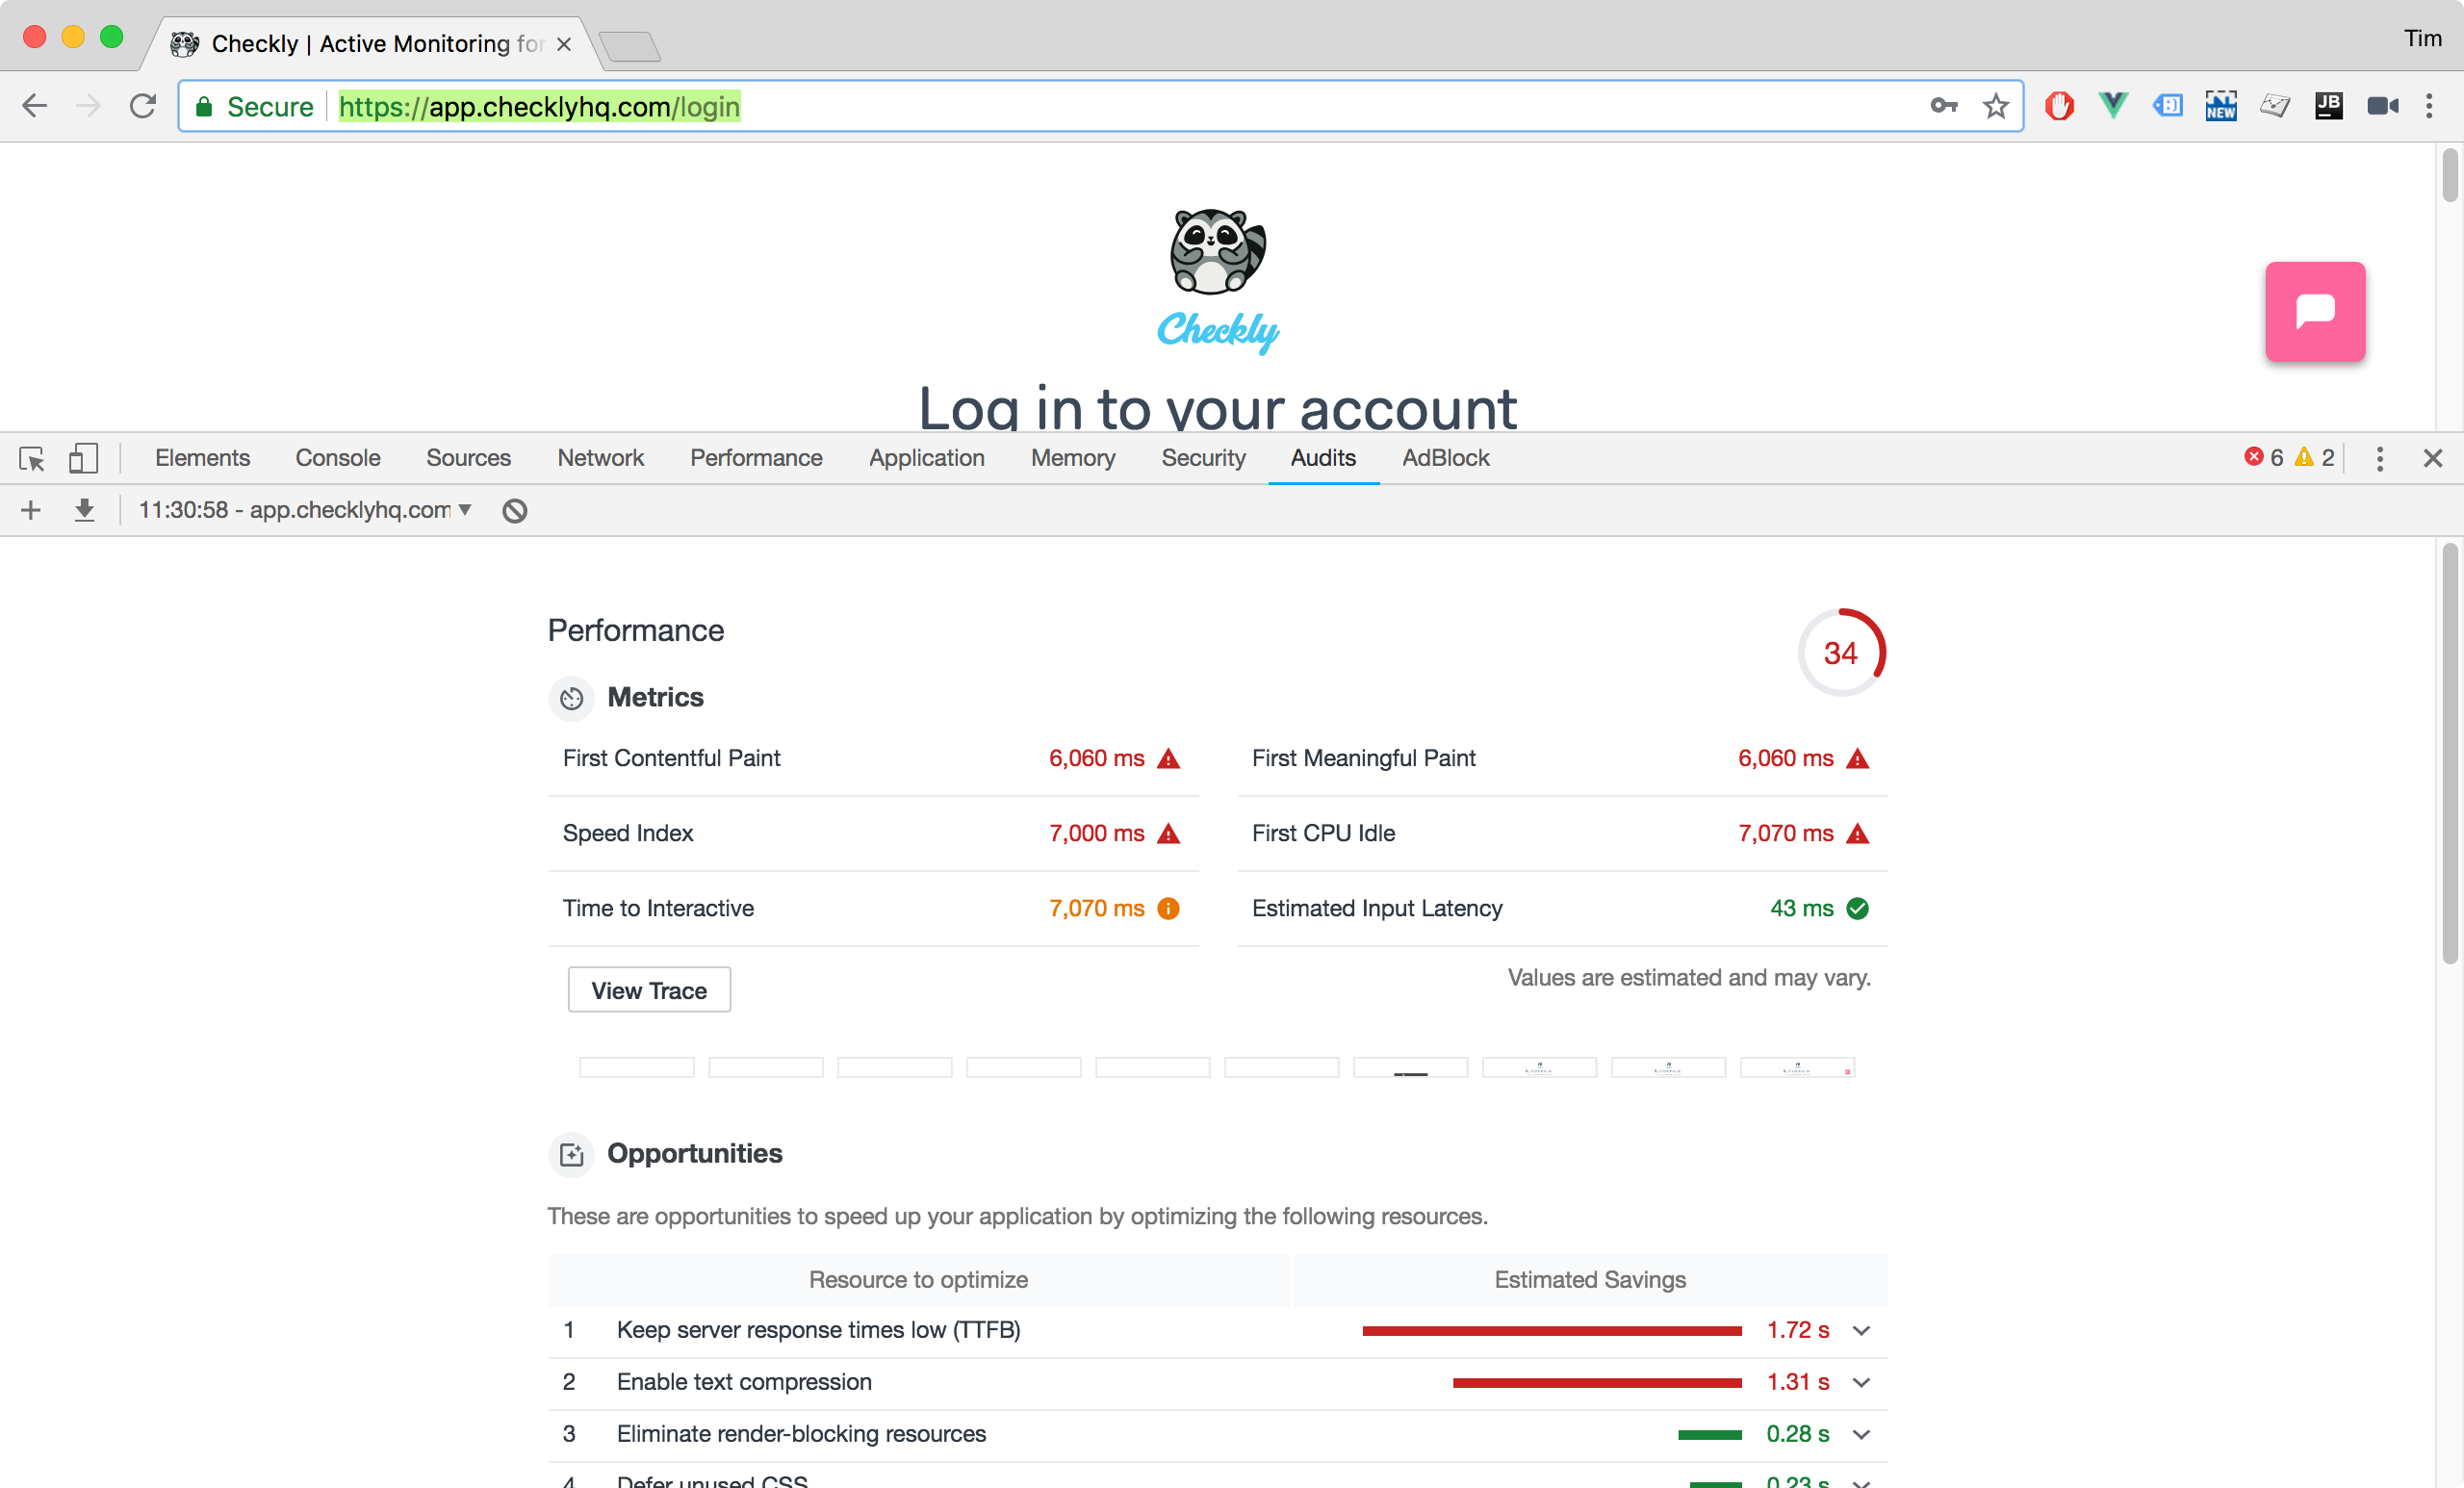 Checkly | Active Monitoring for
Tim
Secure https://app.checklyhq.com/login
NEW
JB
Checkly
Log in to your account
Elements Console Sources Network Performance Application Memory Security Audits AdBlock 6 2
11:30:58 - app.checklyhq.com
Performance
34
Metrics
First Contentful Paint 6,060 ms
First Meaningful Paint 6,060 ms
Speed Index 7,000 ms
First CPU Idle 7,070 ms
Time to Interactive 7,070 ms
Estimated Input Latency 43 ms
View Trace
Values are estimated and may vary.
Opportunities
These are opportunities to speed up your application by optimizing the following resources.
Resource to optimize Estimated Savings
1 Keep server response times low (TTFB) 1.72 s
2 Enable text compression 1.31 s
3 Eliminate render-blocking resources 0.28 s
4 Defer unused CSS 0.23 s